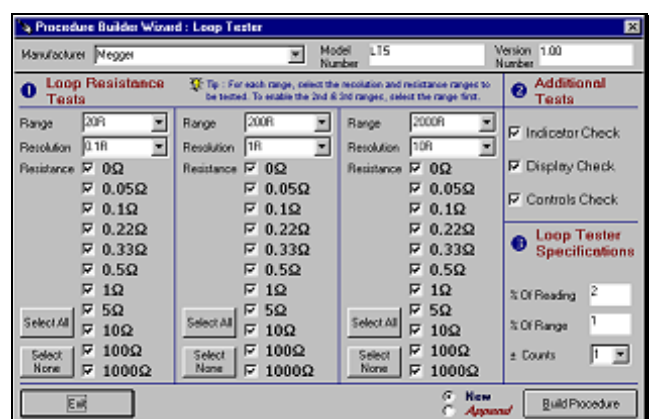 Procedure Builder Wizard : Loop Tester
Manufacturer Megger Model Number LT5 Version Number 1.00
1 Loop Resistance Tests
Tip : For each range, select the resolution and resistance ranges to be tested. To enable the 2nd & 3rd ranges, select the range first.
Range 20R
Resolution 0.1R
Resistance 0Ω
0.05Ω
0.1Ω
0.22Ω
0.33Ω
0.5Ω
1Ω
5Ω
10Ω
100Ω
1000Ω
Select All
Select None
Range 200R
Resolution 1R
Resistance 0Ω
0.05Ω
0.1Ω
0.22Ω
0.33Ω
0.5Ω
1Ω
5Ω
10Ω
100Ω
1000Ω
Select All
Select None
Range 2000R
Resolution 10R
Resistance 0Ω
0.05Ω
0.1Ω
0.22Ω
0.33Ω
0.5Ω
1Ω
5Ω
10Ω
100Ω
1000Ω
Select All
Select None
2 Additional Tests
Indicator Check
Display Check
Controls Check
3 Loop Tester Specifications
% Of Reading 2
% Of Range 1
± Counts 1
Exit
New
Append
Build Procedure